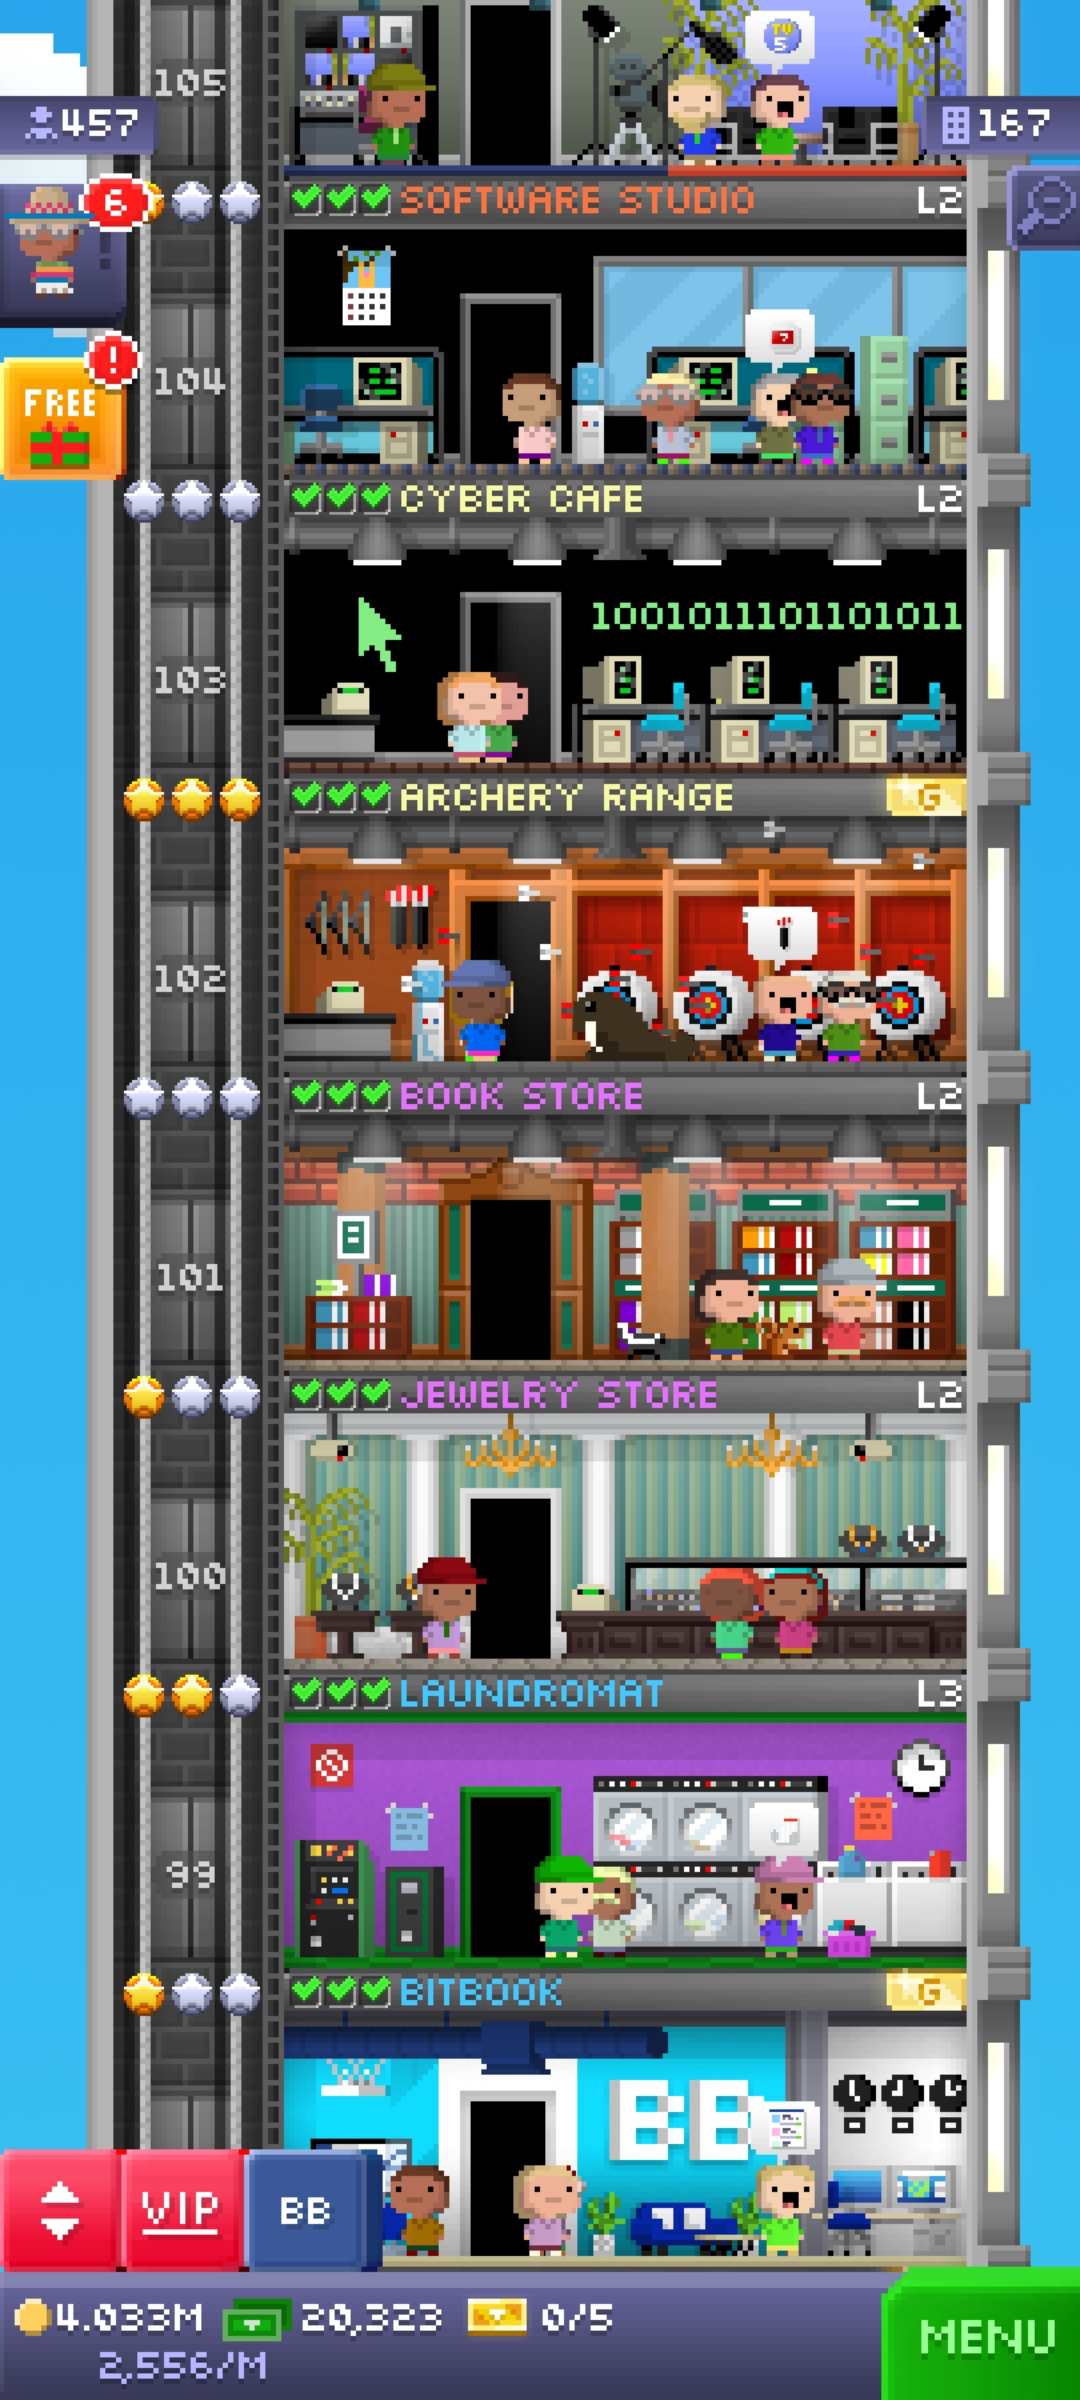 105
TV
5
457
167
6
SOFTWARE STUDIO L2
!
FREE
104
?
CYBER CAFE L2
1001011101101011
103
ARCHERY RANGE G
102
BOOK STORE L2
101
JEWELRY STORE L2
100
LAUNDROMAT L3
99
BITBOOK G
BB
VIP
BB
4.033M 20,323 0/5
2,556/M
MENU